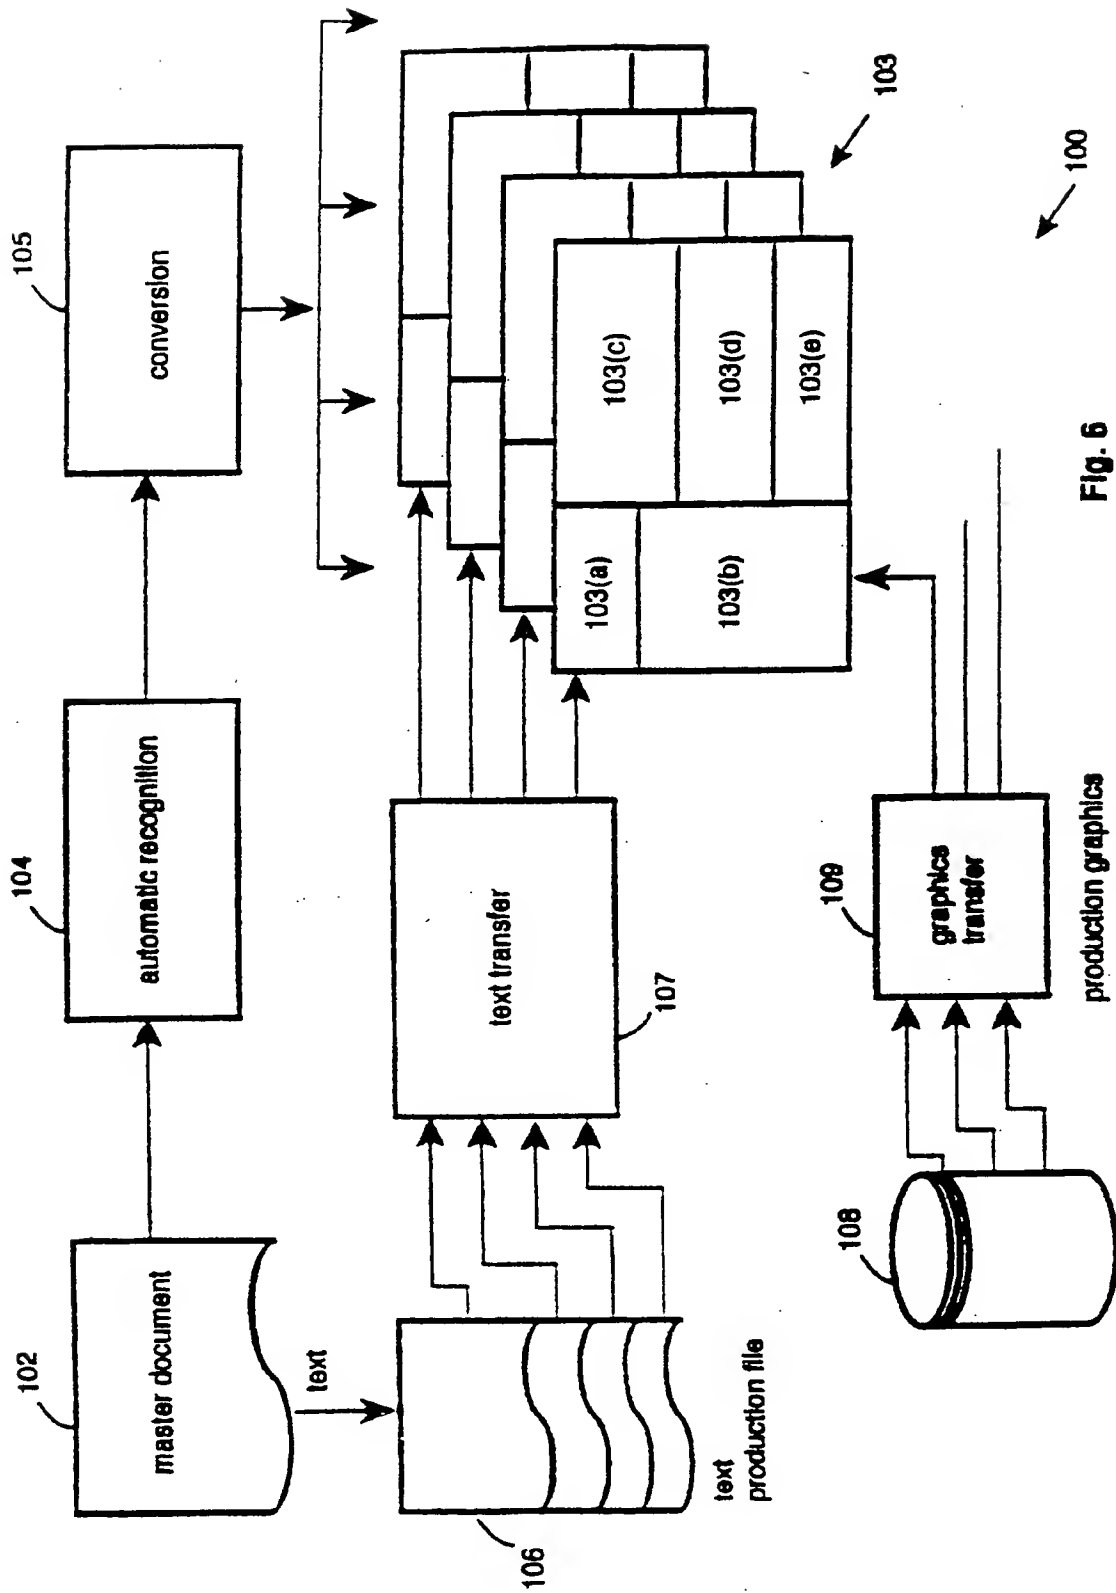 102
master document
104
automatic recognition
105
conversion
text
106
text
production file
text transfer
107
103(a)
103(b)
103(c)
103(d)
103(e)
103
108
109
graphics
transfer
production graphics
100
Fig. 6